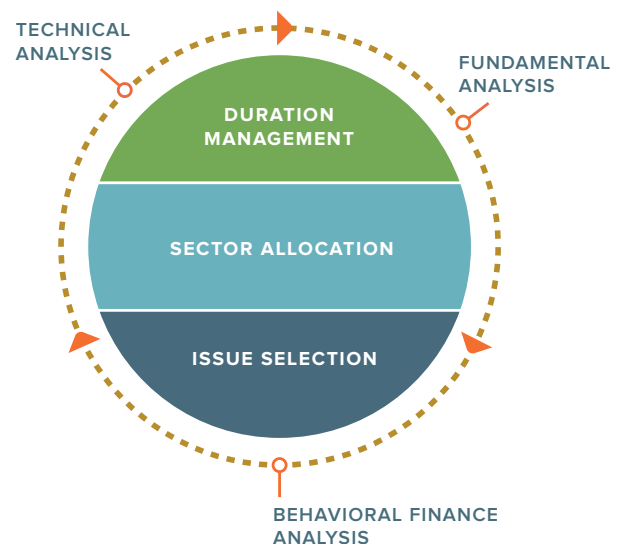 TECHNICAL
ANALYSIS
FUNDAMENTAL
ANALYSIS
DURATION
MANAGEMENT
SECTOR ALLOCATION
ISSUE SELECTION
BEHAVIORAL FINANCE
ANALYSIS